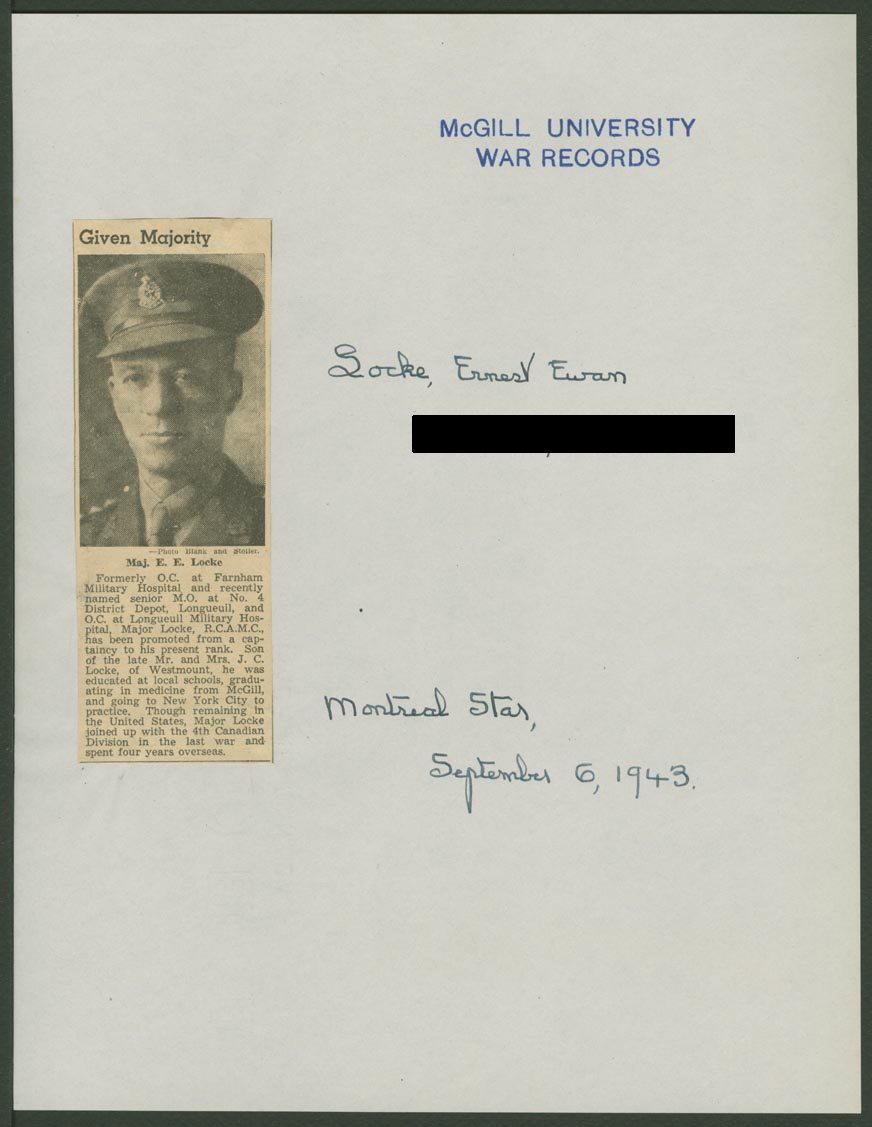 McGILL UNIVERSITY
WAR RECORDS
Given Majority
—Photo Blank and Stoller.
Maj. E. E. Locke
Formerly O.C. at Farnham
Military Hospital and recently
named senior M.O. at No. 4
District Depot, Longueuil, and
O.C. at Longueuil Military Hos-
pital, Major Locke, R.C.A.M.C.,
has been promoted from a cap-
taincy to his present rank. Son
of the late Mr. and Mrs. J. C.
Locke, of Westmount, he was
educated at local schools, gradu-
ating in medicine from McGill,
and going to New York City to
practice. Though remaining in
the United States, Major Locke
joined up with the 4th Canadian
Division in the last war and
spent four years overseas.
Locke, Ernest Ewan
Montreal Star,
September 6, 1943.